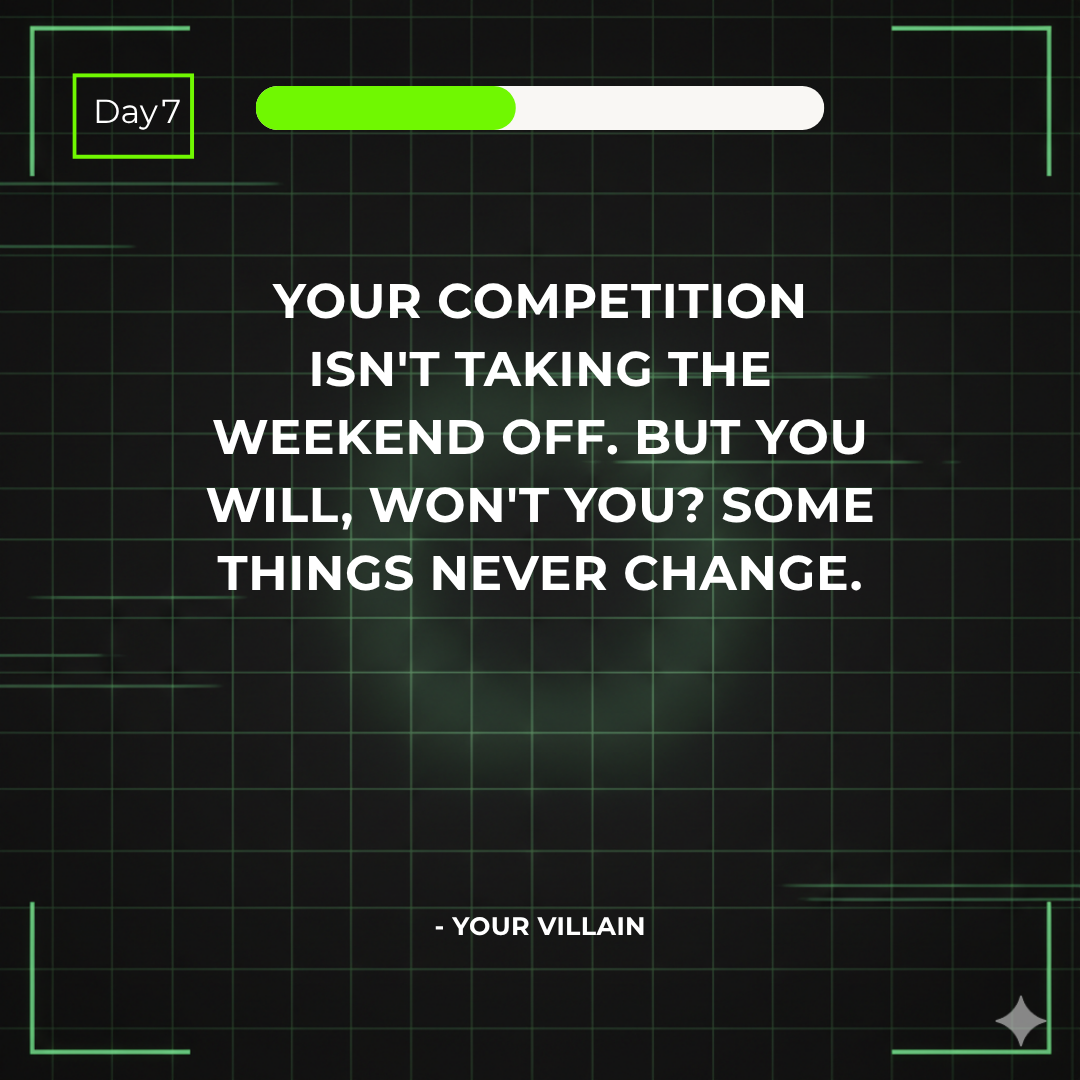 Day 7
YOUR COMPETITION
ISN'T TAKING THE
WEEKEND OFF. BUT YOU
WILL, WON'T YOU? SOME
THINGS NEVER CHANGE.
- YOUR VILLAIN